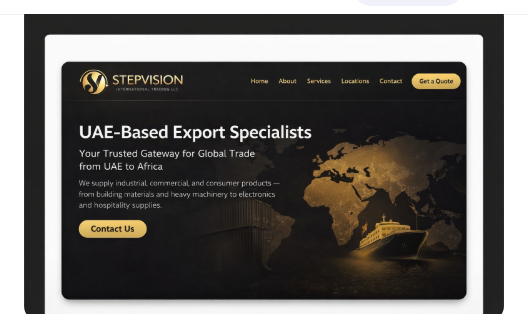 STEPVISION
INTERNATIONAL TRADING LLC
Home About Services Locations Contact Get a Quote
UAE-Based Export Specialists
Your Trusted Gateway for Global Trade
from UAE to Africa
We supply industrial, commercial, and consumer products —
from building materials and heavy machinery to electronics
and hospitality supplies.
Contact Us